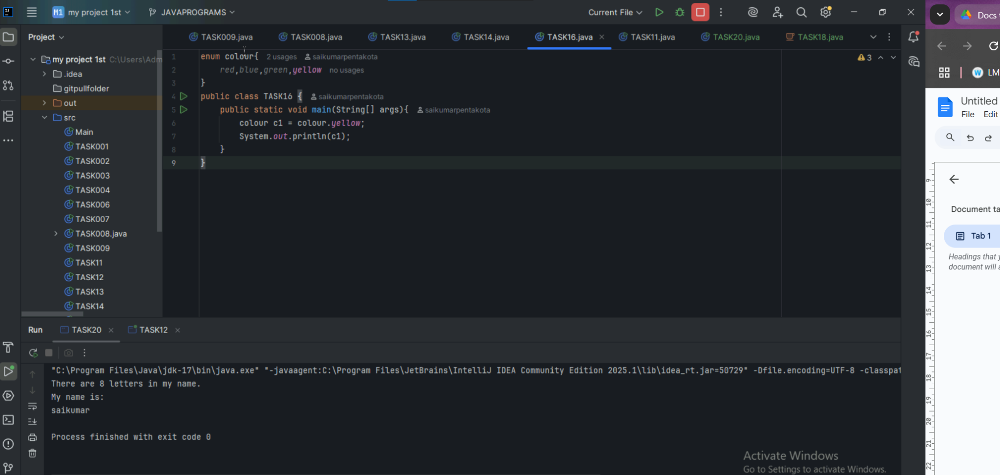 IJ
M1 my project 1st
JAVAPROGRAMS
Current File
Docs
Project
TASK009.java
TASK008.java
TASK13.java
TASK14.java
TASK16.java
TASK11.java
TASK20.java
TASK18.java
my project 1st C:\Users\Adm
.idea
gitpullfolder
out
src
Main
TASK001
TASK002
TASK003
TASK004
TASK006
TASK007
TASK008.java
TASK009
TASK11
TASK12
TASK13
TASK14
1 enum colour{ 2 usages saikumarpentakota
2 red,blue,green,yellow no usages
3 }
4 public class TASK16 { saikumarpentakota
5 public static void main(String[] args){ saikumarpentakota
6 colour c1 = colour.yellow;
7 System.out.println(c1);
8 }
9 }
3
W LM
Untitled
File Edit
Document ta
Tab 1
Headings that y
document will a
9
10
11
12
13
14
15
16
17
18
19
20
21
22
Run TASK20 TASK12
"C:\Program Files\Java\jdk-17\bin\java.exe" "-javaagent:C:\Program Files\JetBrains\IntelliJ IDEA Community Edition 2025.1\lib\idea_rt.jar=50729" -Dfile.encoding=UTF-8 -classpat
There are 8 letters in my name.
My name is:
saikumar
Process finished with exit code 0
Activate Windows
Go to Settings to activate Windows.